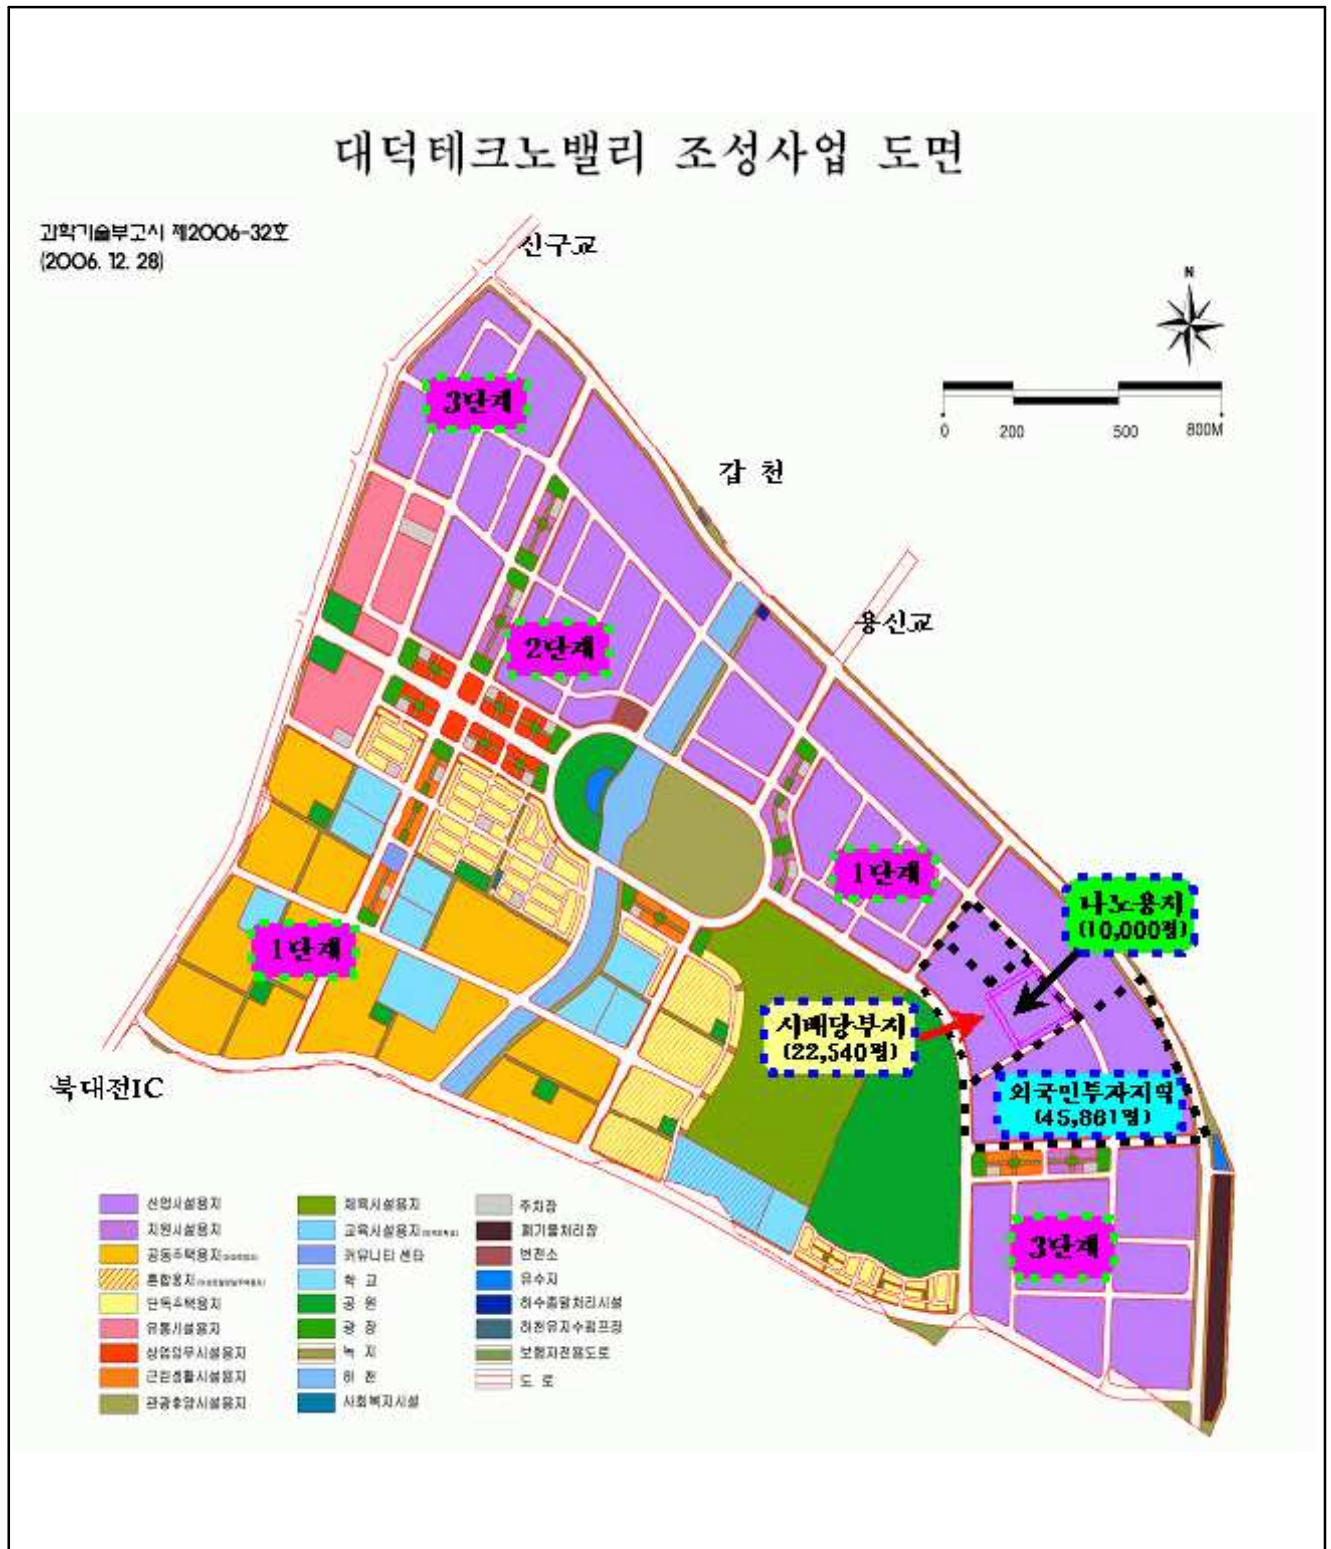 대덕테크노밸리 조성사업 도면
과학기술부고시 제2006-32호
(2006. 12. 28)
신구교
N
0 200 500 800M
3단계
갑 천
용신교
2단계
1단계
나노용지
(10,000평)
1단계
시배당부지
(22,540평)
외국인투자지역
(45,861평)
북대전IC
3단계
산업시설용지
지원시설용지
공동주택용지
혼합용지
단독주택용지
유통시설용지
상업업무시설용지
근린생활시설용지
관광휴양시설용지
체육시설용지
교육시설용지
커뮤니티 센타
학 교
공 원
광 장
녹 지
하 천
사회복지시설
주차장
폐기물처리장
변전소
유수지
하수종말처리시설
하천유지수펌프장
보행자전용도로
도 로